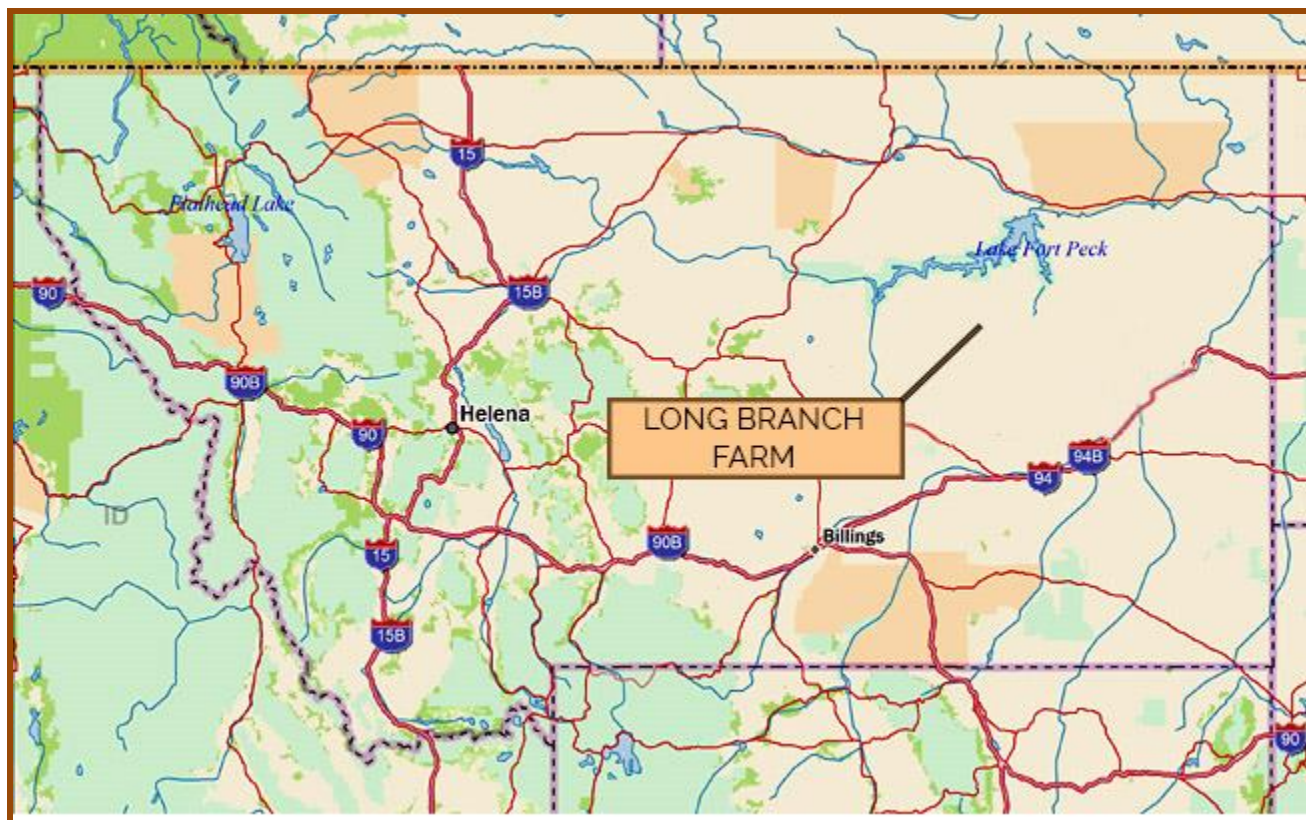 15
Flathead Lake
Lake Fort Peck
90
15B
90B
Helena
90
LONG BRANCH
FARM
94B
94
ID
90B
Billings
15
15B
90